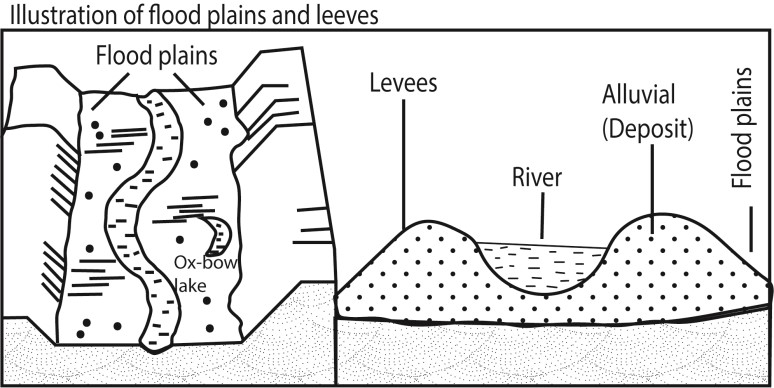 Illustration of flood plains and leeves
Flood plains
Ox-bow
lake
Levees
River
Alluvial
(Deposit)
Flood plains